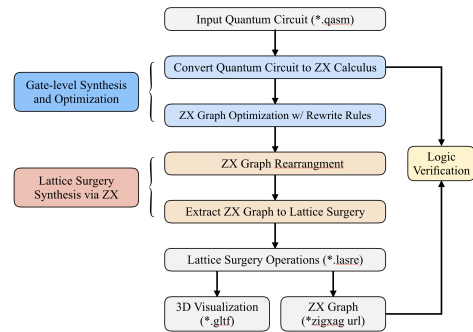 Input Quantum Circuit (*.qasm)
Gate-level Synthesis
and Optimization
Convert Quantum Circuit to ZX Calculus
ZX Graph Optimization w/ Rewrite Rules
Lattice Surgery
Synthesis via ZX
ZX Graph Rearrangment
Extract ZX Graph to Lattice Surgery
Logic
Verification
Lattice Surgery Operations (*.lasre)
3D Visualization
(*.gltf)
ZX Graph
(*zigxag url)